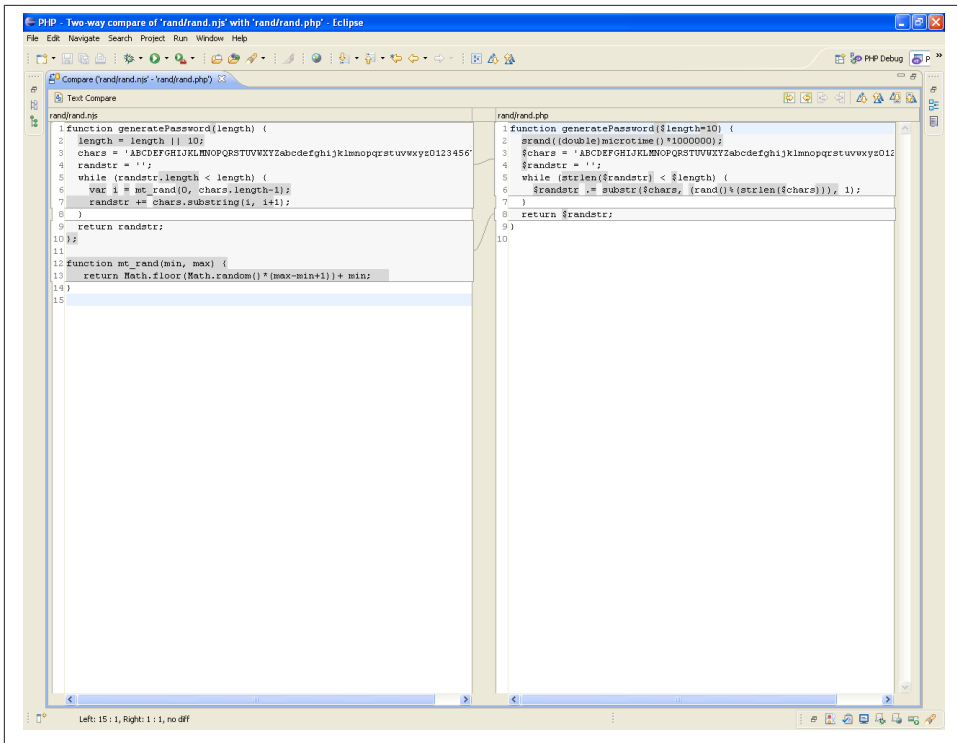 PHP - Two-way compare of 'rand/rand.njs' with 'rand/rand.php' - Eclipse
File Edit Navigate Search Project Run Window Help
PHP Debug P »
Compare ('rand/rand.njs' - 'rand/rand.php')
Text Compare
rand/rand.njs
1 function generatePassword(length) {
2 length = length || 10;
3 chars = 'ABCDEFGHIJKLMNOPQRSTUVWXYZabcdefghijklmnopqrstuvwxyz01234567
4 randstr = '';
5 while (randstr.length < length) {
6 var i = mt_rand(0, chars.length-1);
7 randstr += chars.substring(i, i+1);
8 }
9 return randstr;
10 };
11
12 function mt_rand(min, max) {
13 return Math.floor(Math.random()*(max-min+1))+ min;
14 }
15
rand/rand.php
1 function generatePassword($length=10) {
2 srand((double)microtime()*1000000);
3 $chars = 'ABCDEFGHIJKLMNOPQRSTUVWXYZabcdefghijklmnopqrstuvwxyz012
4 $randstr = '';
5 while (strlen($randstr) < $length) {
6 $randstr .= substr($chars, (rand()%(strlen($chars))), 1);
7 }
8 return $randstr;
9 }
10
Left: 15 : 1, Right: 1 : 1, no diff